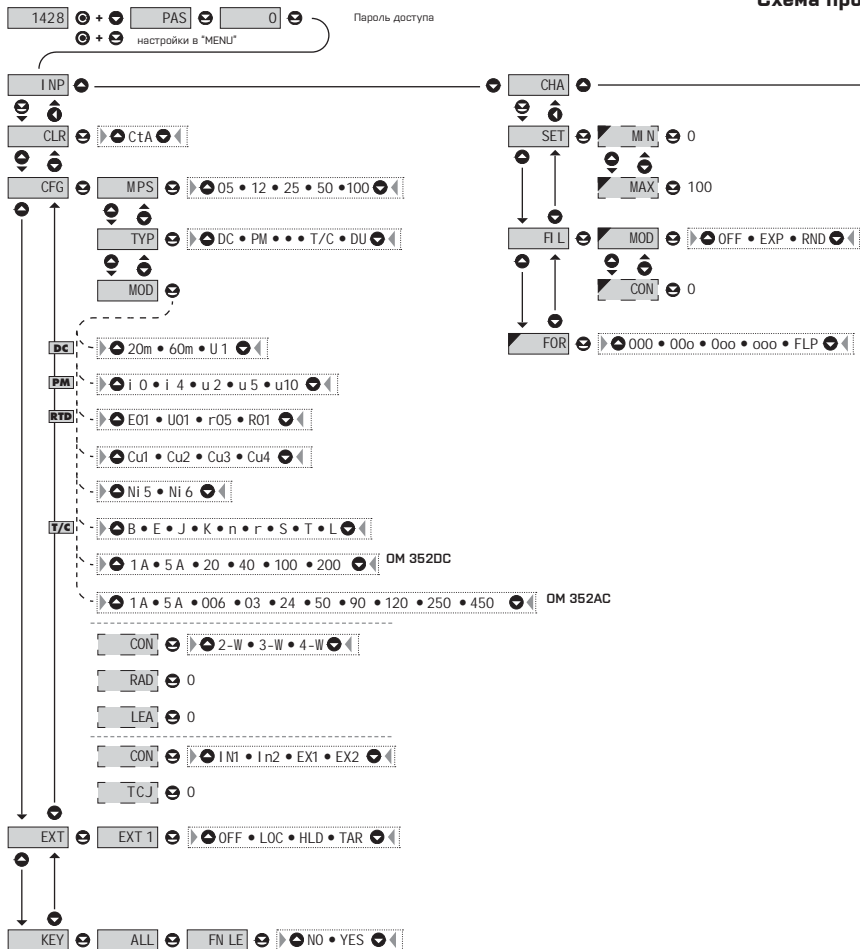 Схема про
1428 + PAS 0 Пароль доступа
+ настройки в "MENU"
INP CHA
CLR CtA SET MIN 0
MAX 100
CFG MPS 05 • 12 • 25 • 50 • 100
TYP DC • PM • • • T/C • DU FIL MOD OFF • EXP • RND
MOD CON 0
DC 20m • 60m • U 1 FOR 000 • 00o • 0oo • ooo • FLP
PM i 0 • i 4 • u 2 • u 5 • u10
RTD E01 • U01 • r05 • R01
Cu1 • Cu2 • Cu3 • Cu4
Ni 5 • Ni 6
T/C B • E • J • K • n • r • S • T • L
1 A • 5 A • 20 • 40 • 100 • 200 OM 352DC
1 A • 5 A • 006 • 03 • 24 • 50 • 90 • 120 • 250 • 450 OM 352AC
CON 2-W • 3-W • 4-W
RAD 0
LEA 0
CON IN1 • In2 • EX1 • EX2
TCJ 0
EXT EXT 1 OFF • LOC • HLD • TAR
KEY ALL FN LE NO • YES